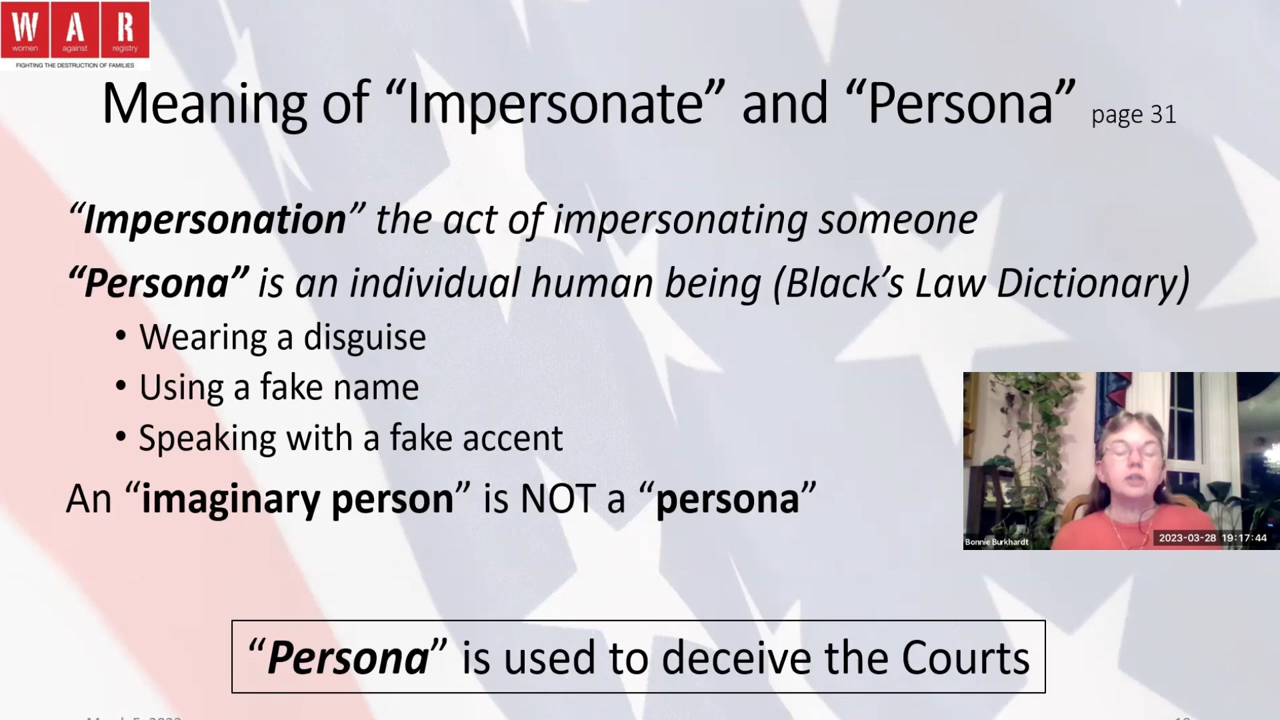 W A R
women against registry
FIGHTING THE DESTRUCTION OF FAMILIES
Meaning of “Impersonate” and “Persona” page 31
“Impersonation” the act of impersonating someone
“Persona” is an individual human being (Black’s Law Dictionary)
• Wearing a disguise
• Using a fake name
• Speaking with a fake accent
An “imaginary person” is NOT a “persona”
Bonnie Burkhardt
2023-03-28 19:17:44
“Persona” is used to deceive the Courts